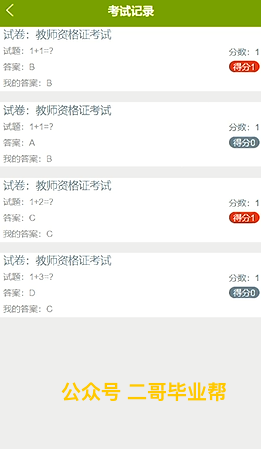 考试记录
试卷：教师资格证考试
试题：1+1=?
分数：1
答案：B
得分1
我的答案：B
试卷：教师资格证考试
试题：1+1=?
分数：1
答案：A
得分0
我的答案：B
试卷：教师资格证考试
试题：1+2=?
分数：1
答案：C
得分1
我的答案：C
试卷：教师资格证考试
试题：1+3=?
分数：1
答案：D
得分0
我的答案：C
公众号 二哥毕业帮